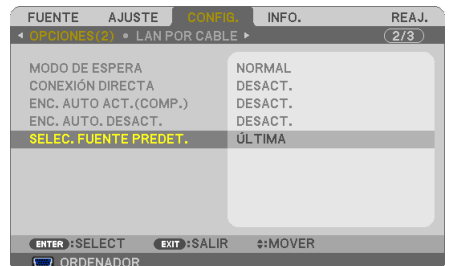 FUENTE AJUSTE CONFIG. INFO. REAJ.
OPCIONES(2) • LAN POR CABLE 2/3
MODO DE ESPERA NORMAL
CONEXIÓN DIRECTA DESACT.
ENC. AUTO ACT.(COMP.) DESACT.
ENC. AUTO. DESACT. DESACT.
SELEC. FUENTE PREDET. ÚLTIMA
ENTER :SELECT EXIT :SALIR :MOVER
ORDENADOR